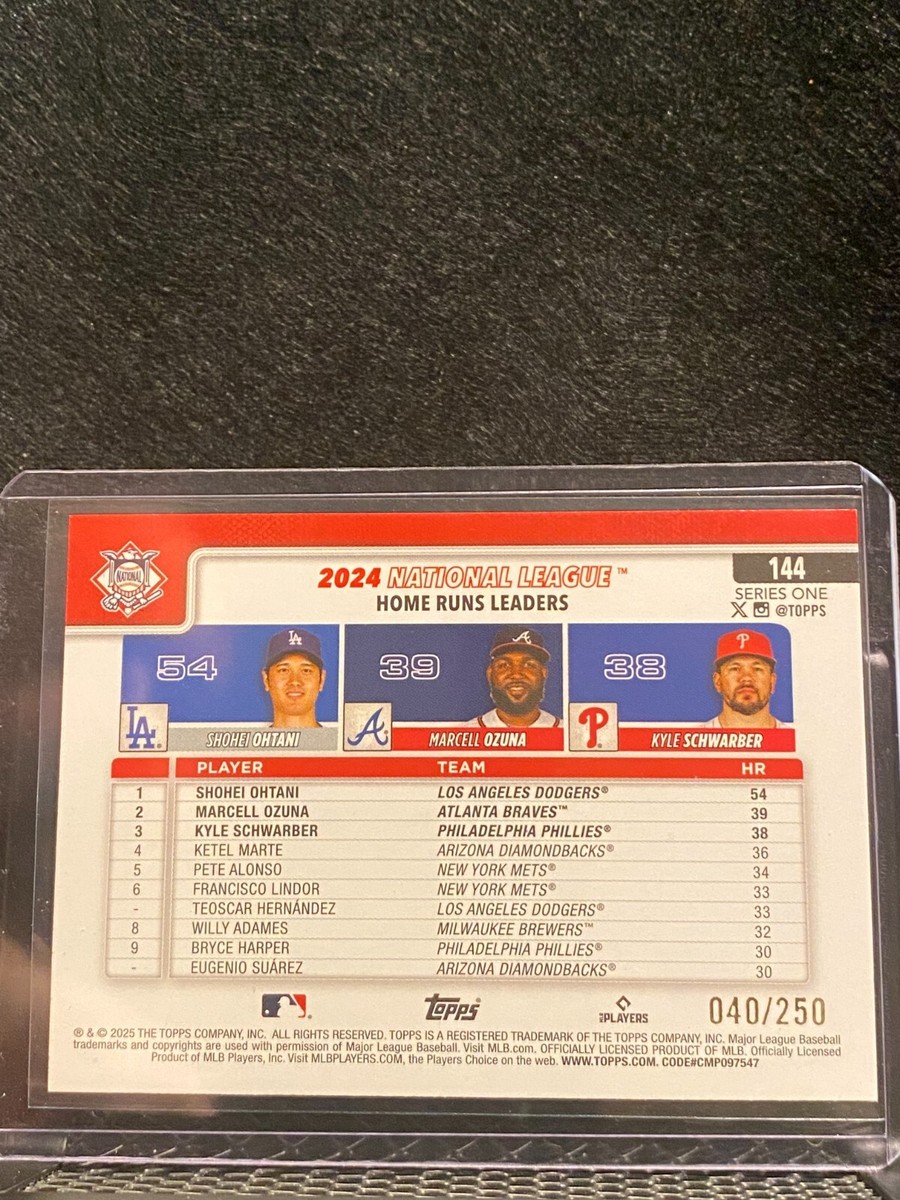 NATIONAL
2024 NATIONAL LEAGUE™
HOME RUNS LEADERS
144
SERIES ONE
@TOPPS
54
39
38
LA
LA
A
A
P
P
SHOHEI OHTANI
MARCELL OZUNA
KYLE SCHWARBER
PLAYER TEAM HR
1 SHOHEI OHTANI LOS ANGELES DODGERS® 54
2 MARCELL OZUNA ATLANTA BRAVES™ 39
3 KYLE SCHWARBER PHILADELPHIA PHILLIES® 38
4 KETEL MARTE ARIZONA DIAMONDBACKS® 36
5 PETE ALONSO NEW YORK METS® 34
6 FRANCISCO LINDOR NEW YORK METS® 33
- TEOSCAR HERNÁNDEZ LOS ANGELES DODGERS® 33
8 WILLY ADAMES MILWAUKEE BREWERS™ 32
9 BRYCE HARPER PHILADELPHIA PHILLIES® 30
- EUGENIO SUÁREZ ARIZONA DIAMONDBACKS® 30
Topps®
PLAYERS
040/250
® & © 2025 THE TOPPS COMPANY, INC. ALL RIGHTS RESERVED. TOPPS IS A REGISTERED TRADEMARK OF THE TOPPS COMPANY, INC. Major League Baseball
trademarks and copyrights are used with permission of Major League Baseball. Visit MLB.com. OFFICIALLY LICENSED PRODUCT OF MLB. Officially Licensed
Product of MLB Players, Inc. Visit MLBPLAYERS.COM, the Players Choice on the web. WWW.TOPPS.COM. CODE#CMP097547